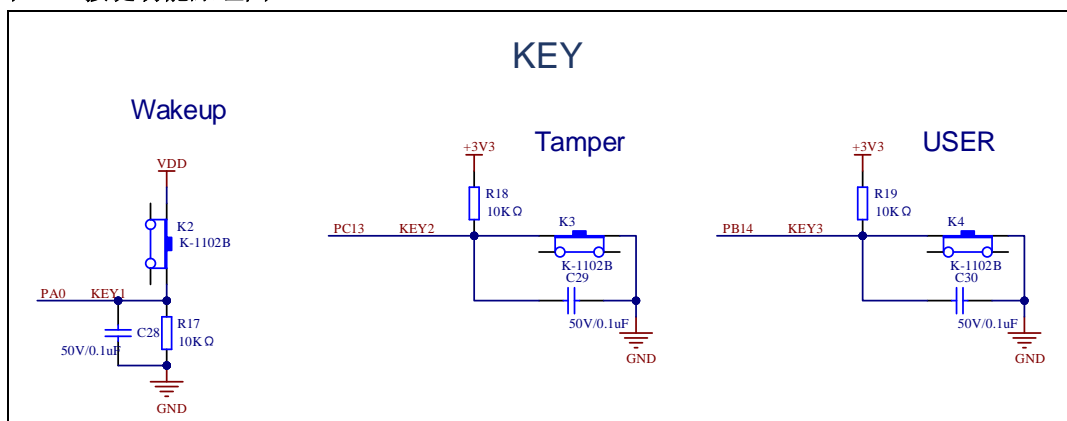 KEY
Wakeup
VDD
K2
K-1102B
PA0 KEY1
C28
50V/0.1uF
R17
10KΩ
GND
Tamper
+3V3
R18
10KΩ
PC13 KEY2
K3
K-1102B
C29
50V/0.1uF
GND
USER
+3V3
R19
10KΩ
PB14 KEY3
K4
K-1102B
C30
50V/0.1uF
GND